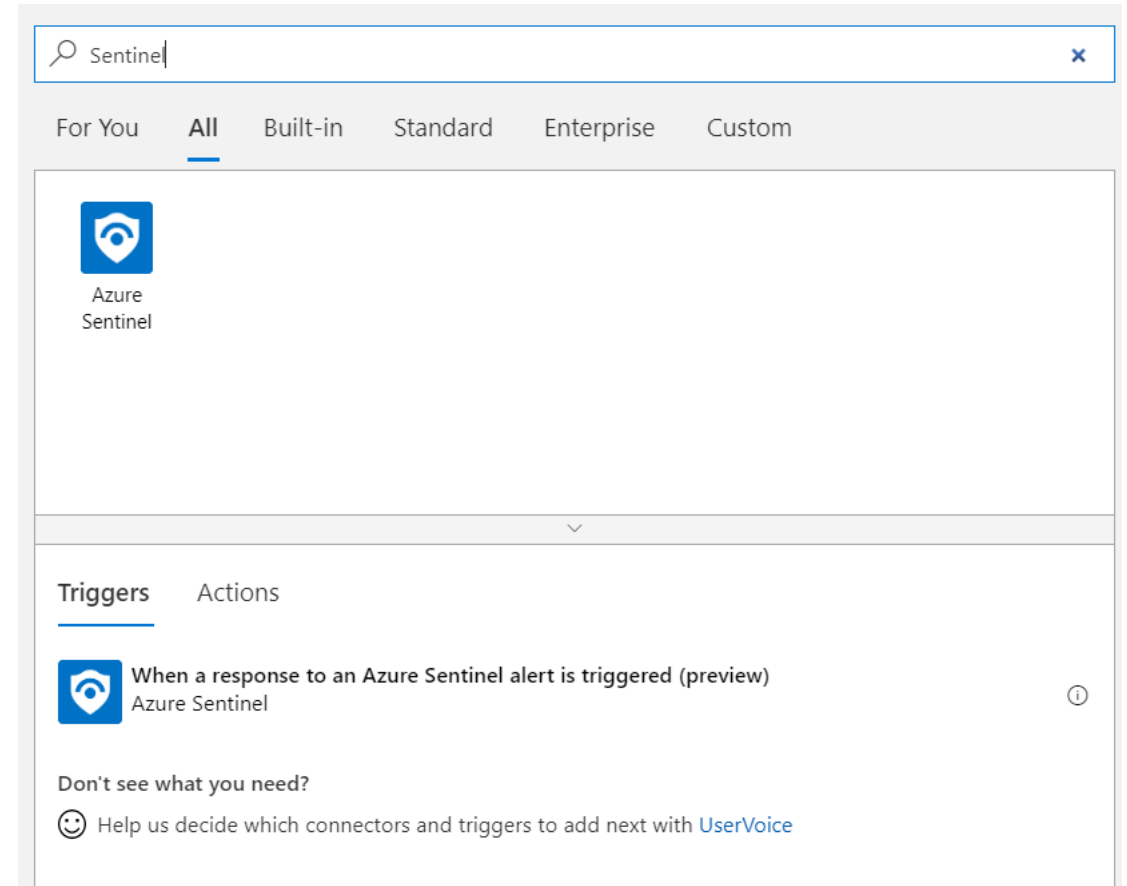 Sentinel
For You All Built-in Standard Enterprise Custom
Azure
Sentinel
Triggers Actions
When a response to an Azure Sentinel alert is triggered (preview)
Azure Sentinel
Don't see what you need?
Help us decide which connectors and triggers to add next with UserVoice